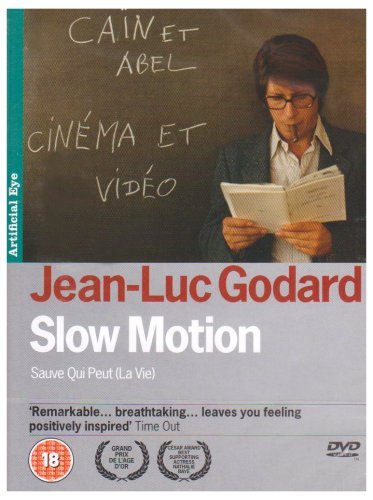 CAÏN ET
ABEL
CINÉMA ET
VIDÉO
Artificial Eye
Jean-Luc Godard
Slow Motion
Sauve Qui Peut (La Vie)
‘Remarkable... breathtaking... leaves you feeling
positively inspired’ Time Out
18
GRAND
PRIX DE
L'AGE
D'OR
CESAR AWARD
BEST
SUPPORTING
ACTRESS
NATHALIE
BAYE
DVD